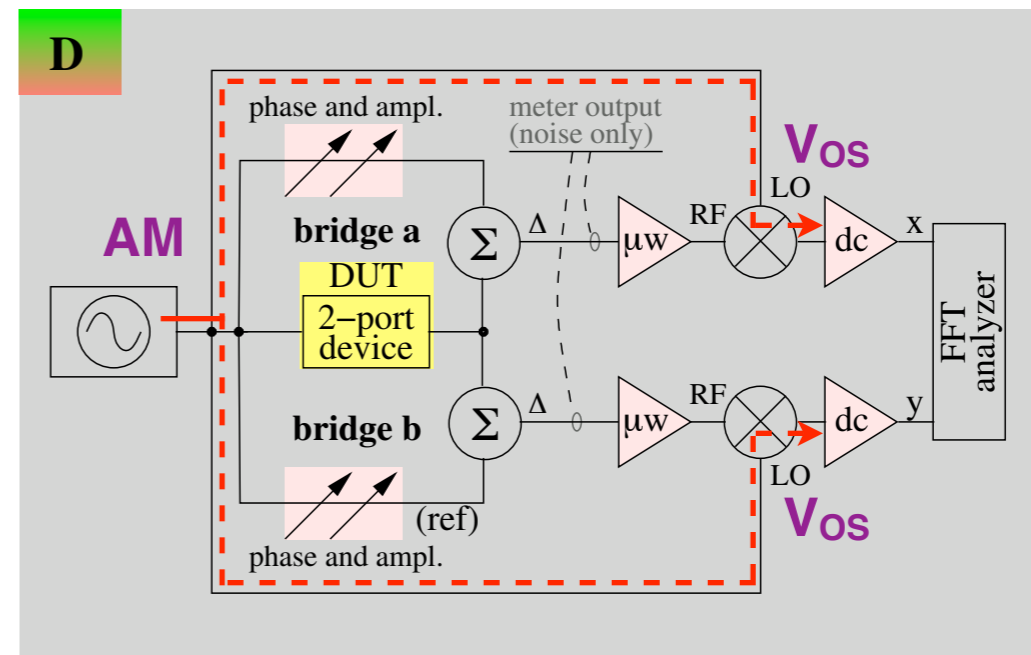 D
phase and ampl.
meter output
(noise only)
VOS
LO
AM
bridge a
Σ
Δ
μw
RF
dc
x
DUT
2−port
device
FFT
analyzer
bridge b
Σ
Δ
μw
RF
dc
y
LO
(ref)
VOS
phase and ampl.